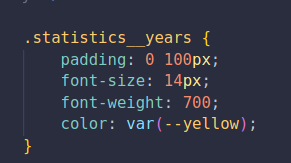 .statistics__years {
    padding: 0 100px;
    font-size: 14px;
    font-weight: 700;
    color: var(--yellow);
}